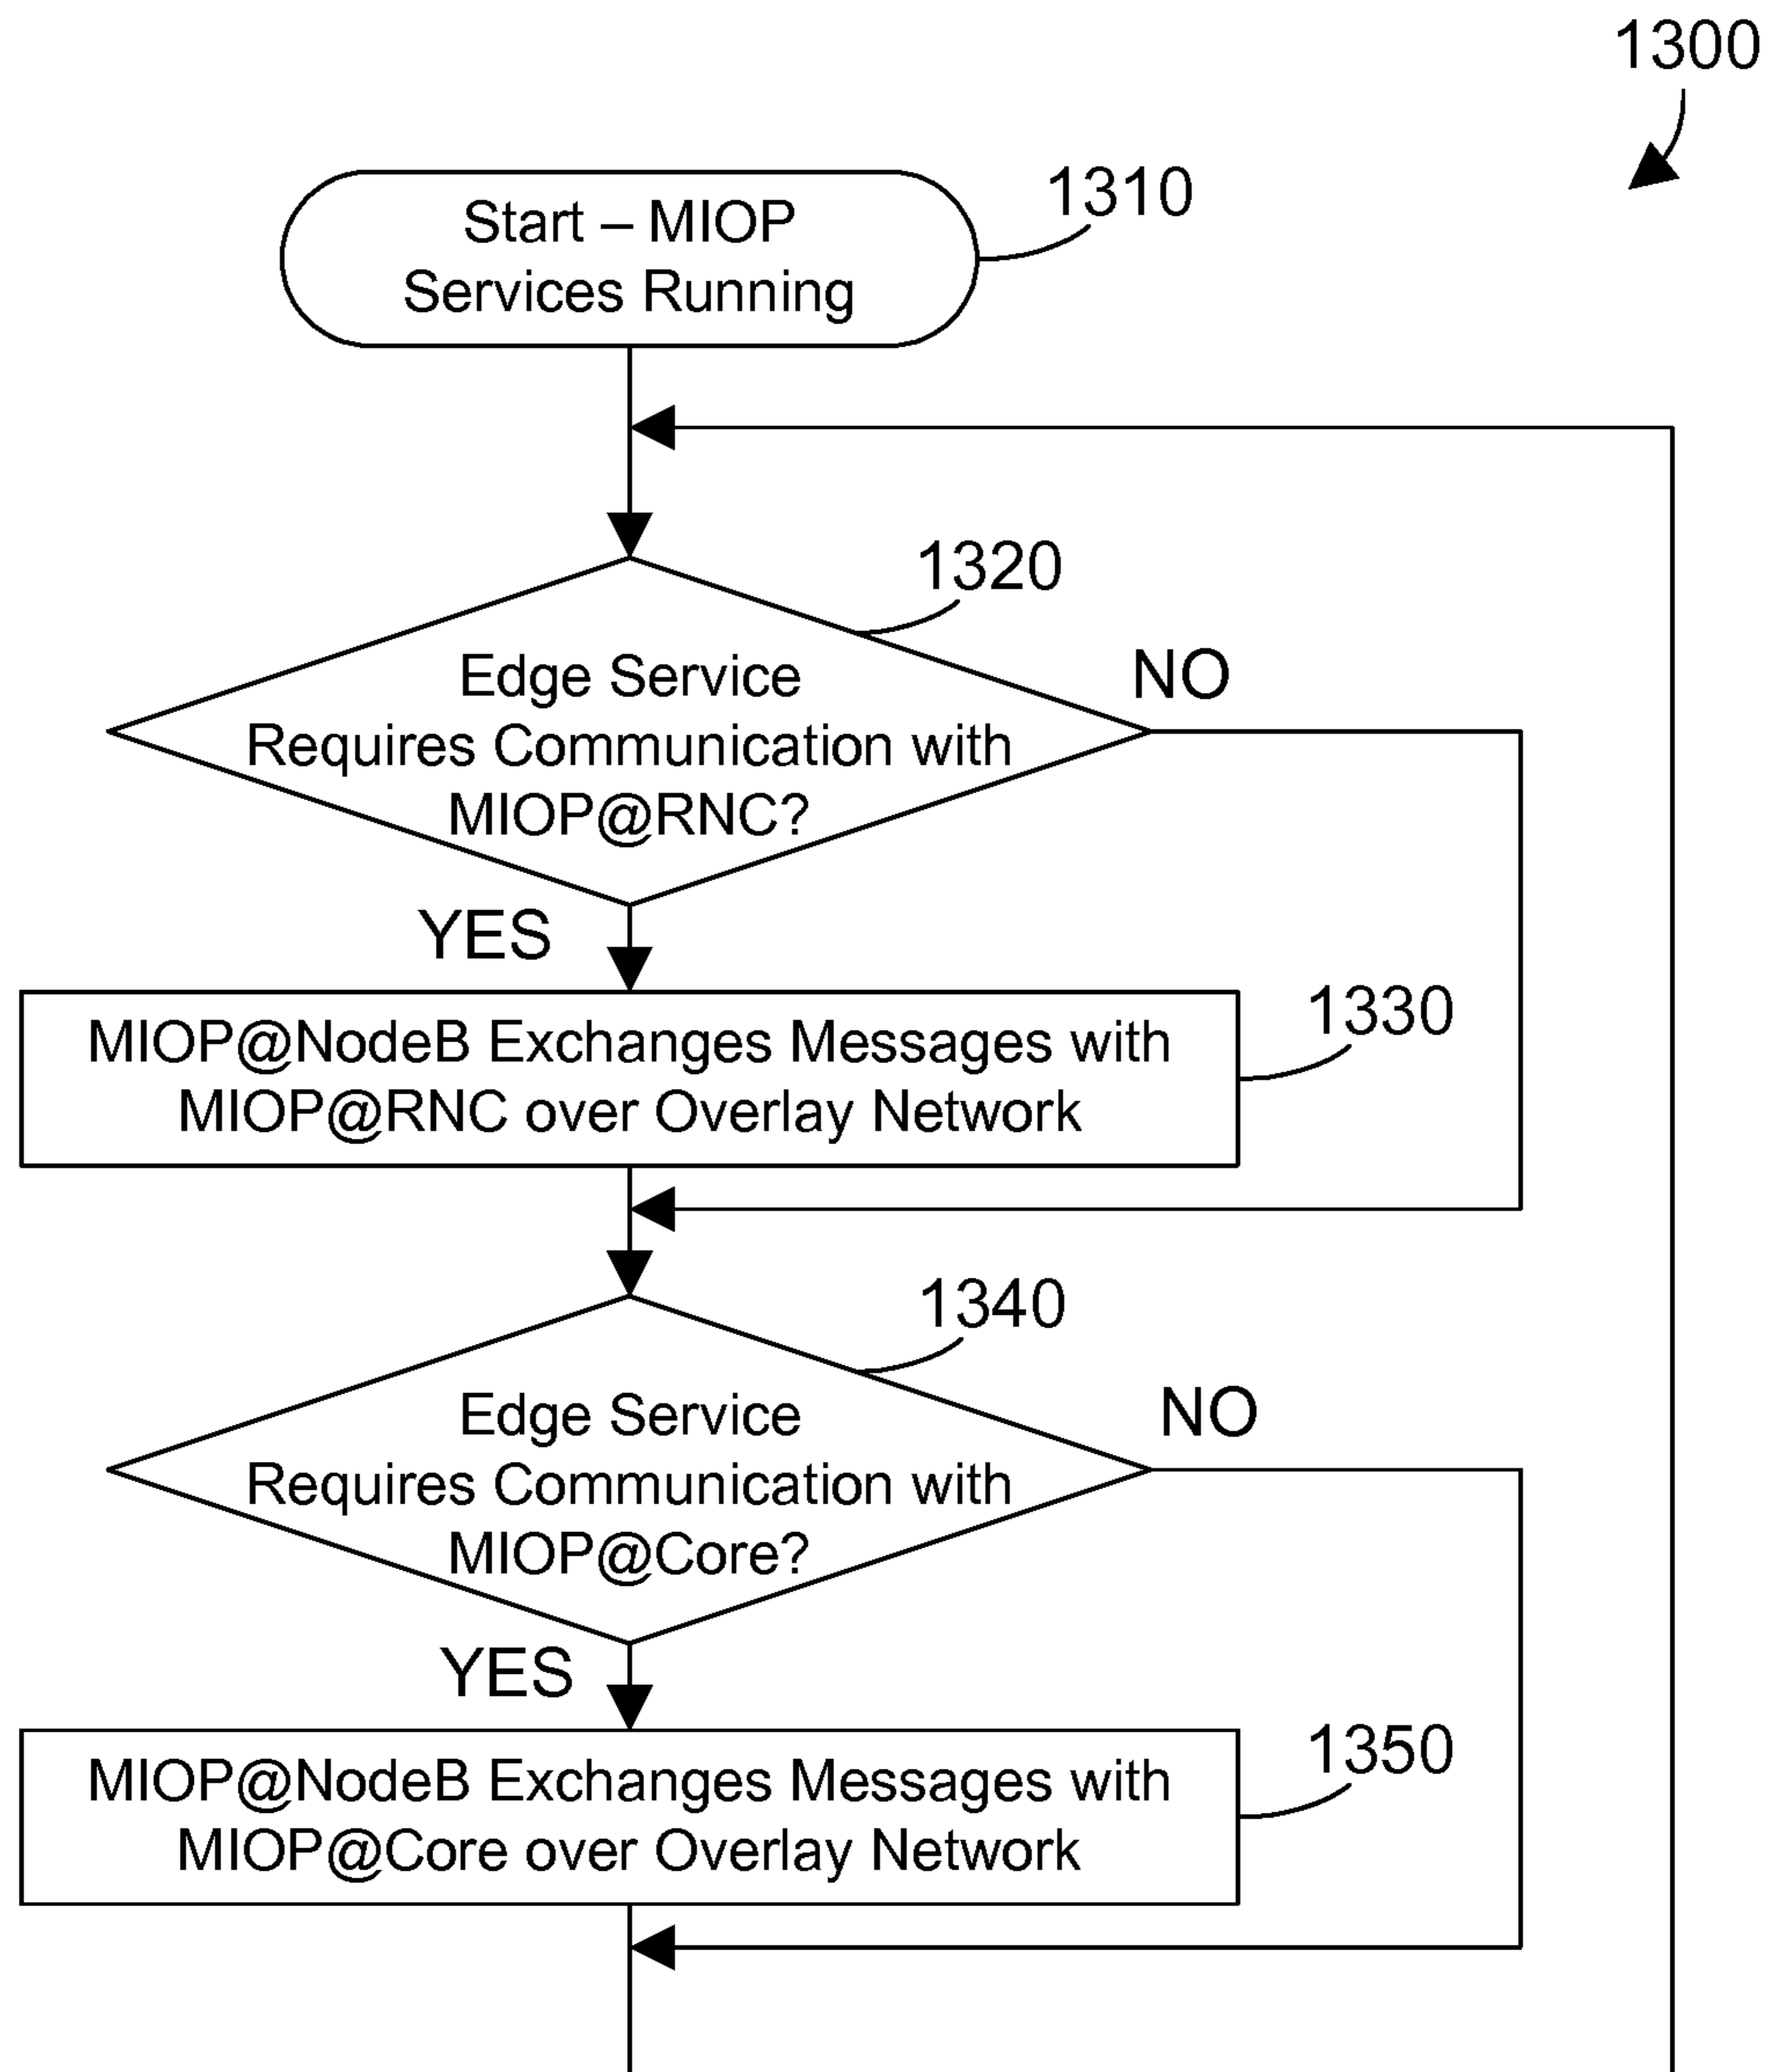 1300
1310
Start – MIOP
Services Running
1320
Edge Service
Requires Communication with
MIOP@RNC?
NO
YES
1330
MIOP@NodeB Exchanges Messages with
MIOP@RNC over Overlay Network
1340
Edge Service
Requires Communication with
MIOP@Core?
NO
YES
1350
MIOP@NodeB Exchanges Messages with
MIOP@Core over Overlay Network